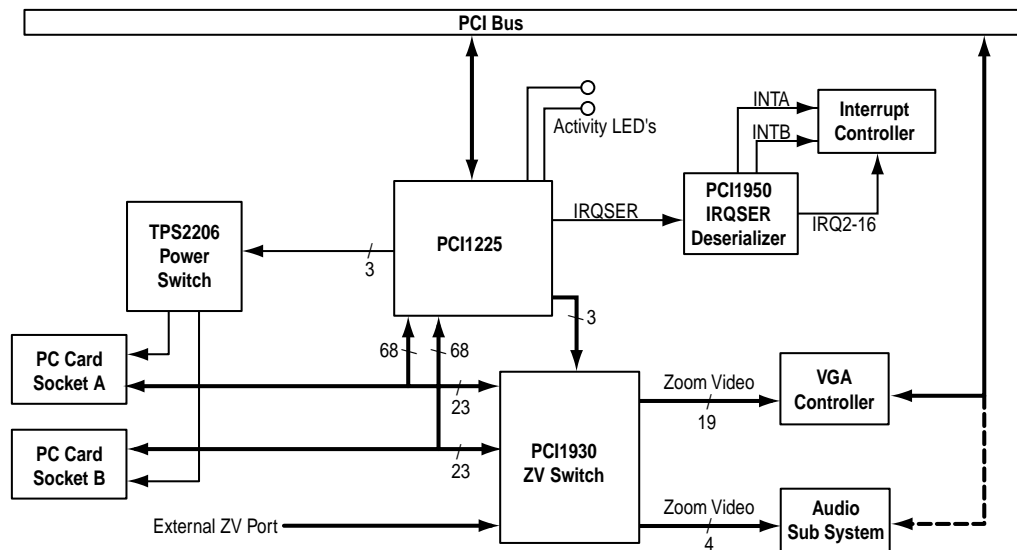 PCI Bus
Activity LED's
INTA
INTB
Interrupt
Controller
PCI1950
IRQSER
Deserializer
IRQSER
IRQ2-16
TPS2206
Power
Switch
3
PCI1225
3
68
68
PC Card
Socket A
23
PC Card
Socket B
23
PCI1930
ZV Switch
Zoom Video
19
VGA
Controller
External ZV Port
Zoom Video
4
Audio
Sub System